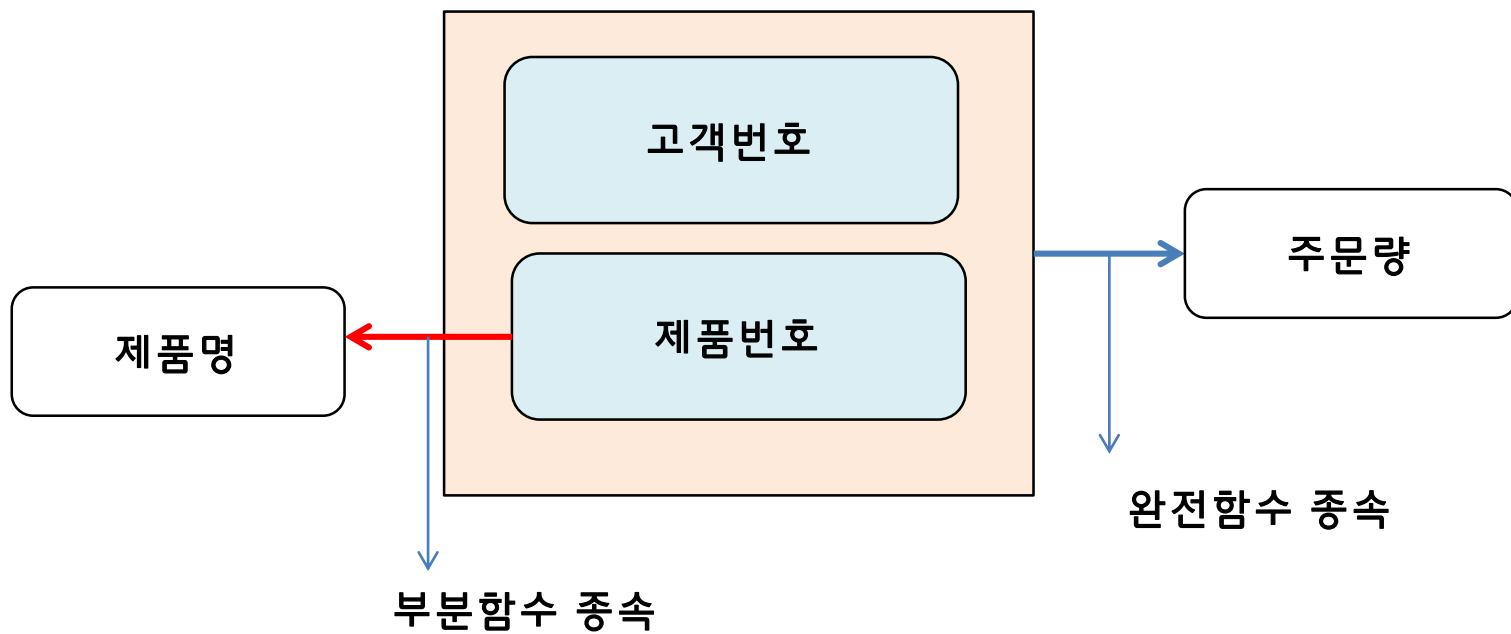 고객번호
주문량
제품명
제품번호
완전함수 종속
부분함수 종속